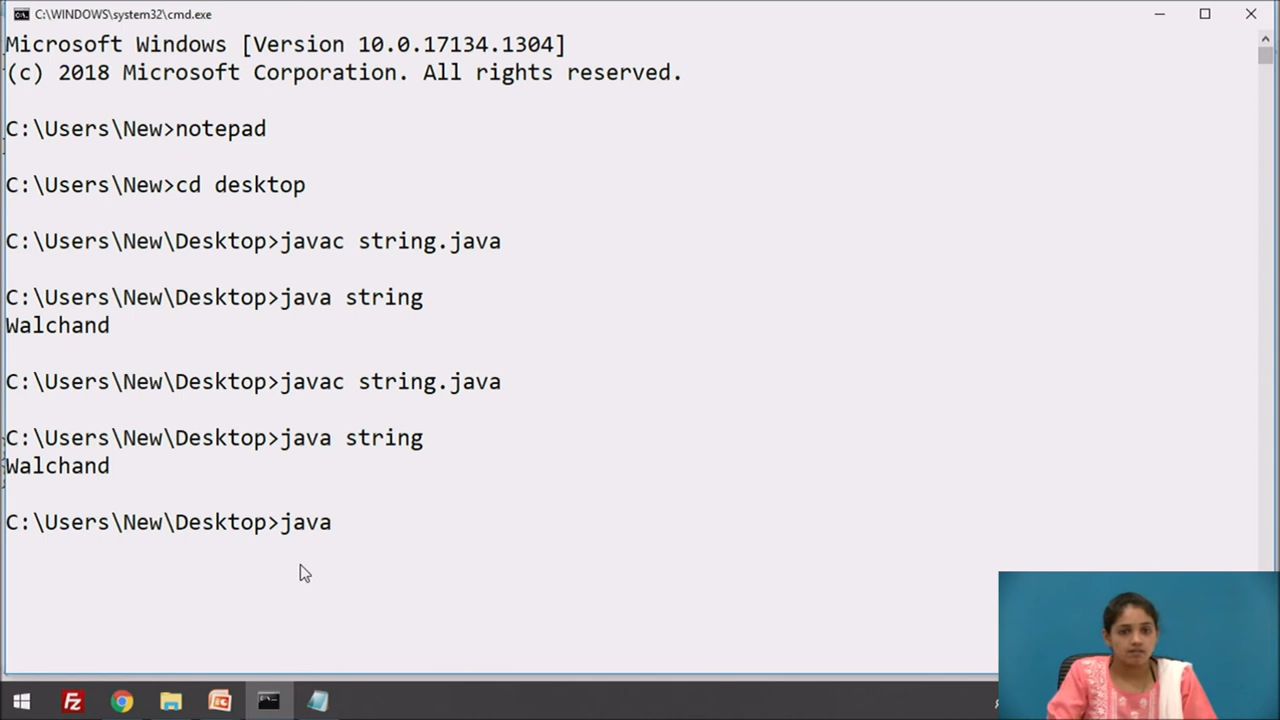 C:\WINDOWS\system32\cmd.exe
Microsoft Windows [Version 10.0.17134.1304]
(c) 2018 Microsoft Corporation. All rights reserved.
C:\Users\New>notepad
C:\Users\New>cd desktop
C:\Users\New\Desktop>javac string.java
C:\Users\New\Desktop>java string
Walchand
C:\Users\New\Desktop>javac string.java
C:\Users\New\Desktop>java string
Walchand
C:\Users\New\Desktop>java